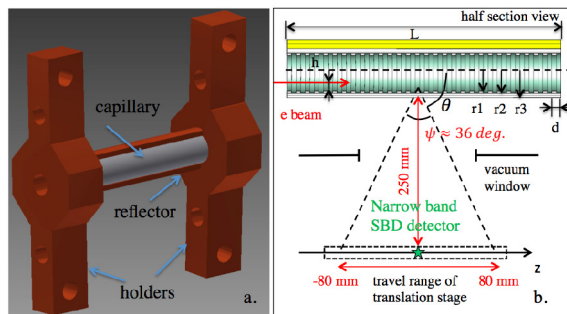 capillary
reflector
holders
a.
half section view
L
h
e beam
θ
r1 r2 r3
d
ψ ≈ 36 deg.
250 mm
vacuum
window
Narrow band
SBD detector
z
-80 mm
travel range of
translation stage
80 mm
b.